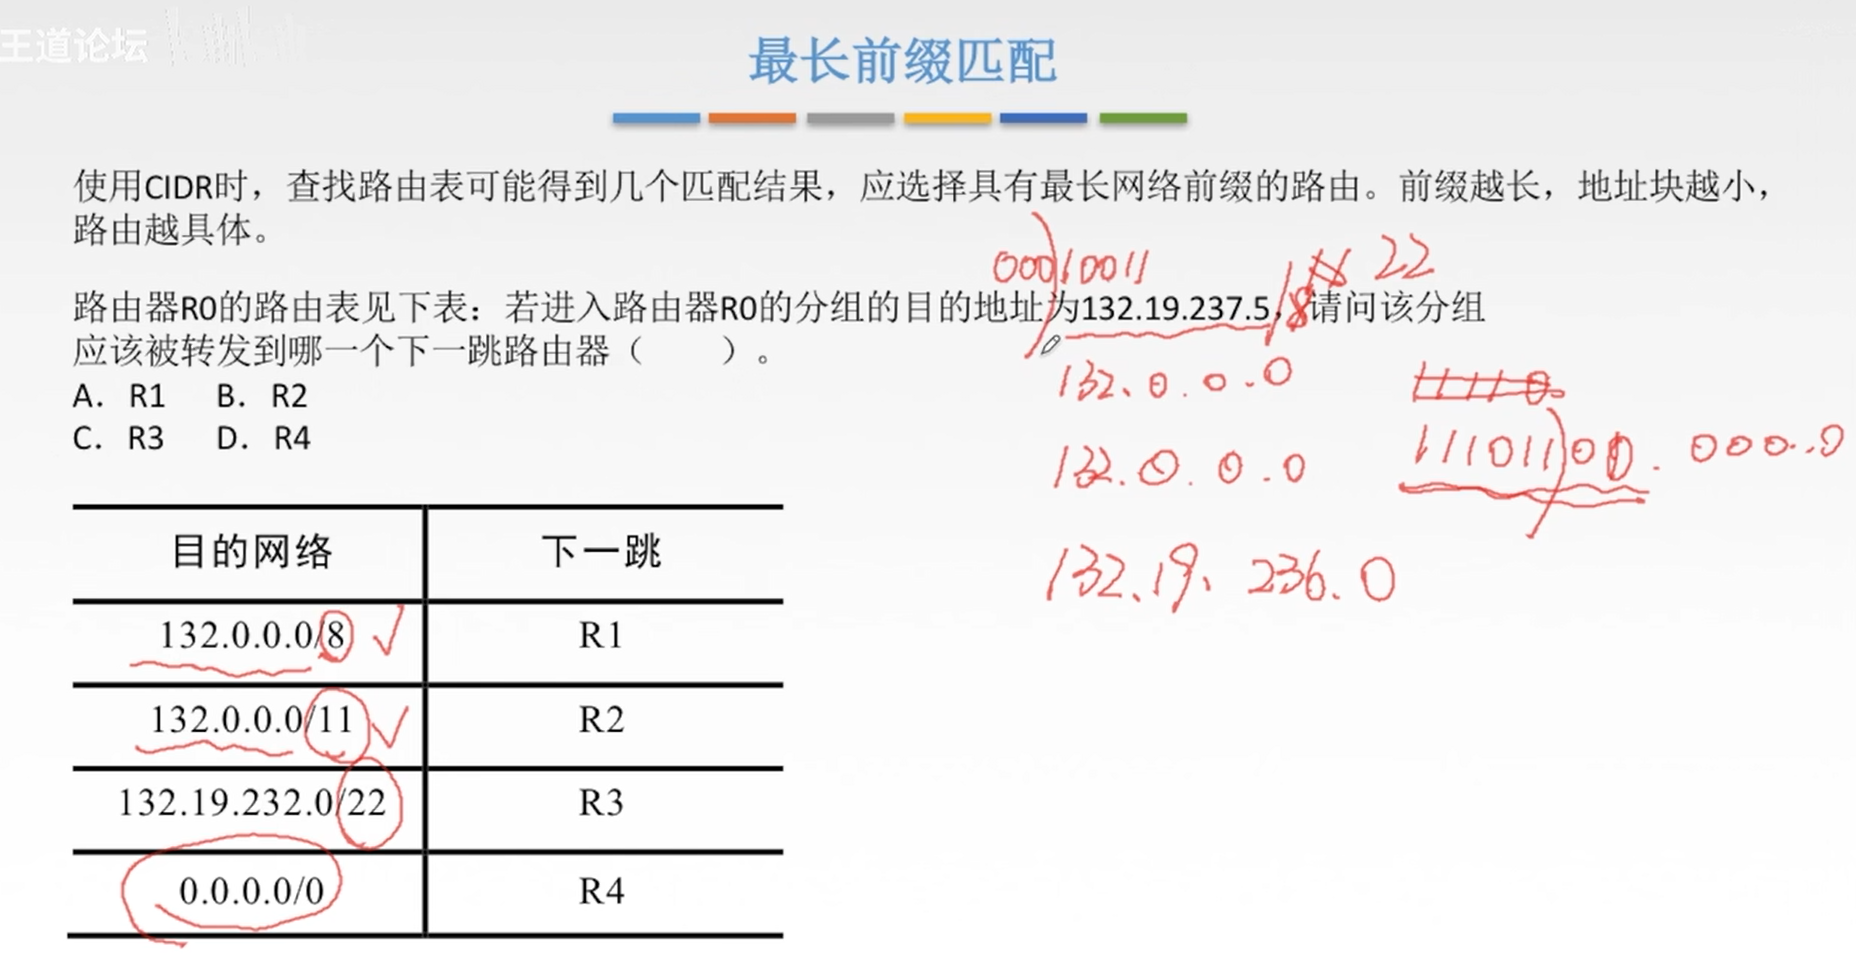 王道论坛
最长前缀匹配
使用CIDR时，查找路由表可能得到几个匹配结果，应选择具有最长网络前缀的路由。前缀越长，地址块越小，
路由越具体。
00010011
22
路由器R0的路由表见下表：若进入路由器R0的分组的目的地址为132.19.237.5，请问该分组
应该被转发到哪一个下一跳路由器（      ）。
132.0.0.0
A. R1  B. R2
C. R3  D. R4
11101100.000..0
132.0.0.0
132.19.236.0
目的网络 下一跳
132.0.0.0/8 R1
132.0.0.0/11 R2
132.19.232.0/22 R3
0.0.0.0/0 R4